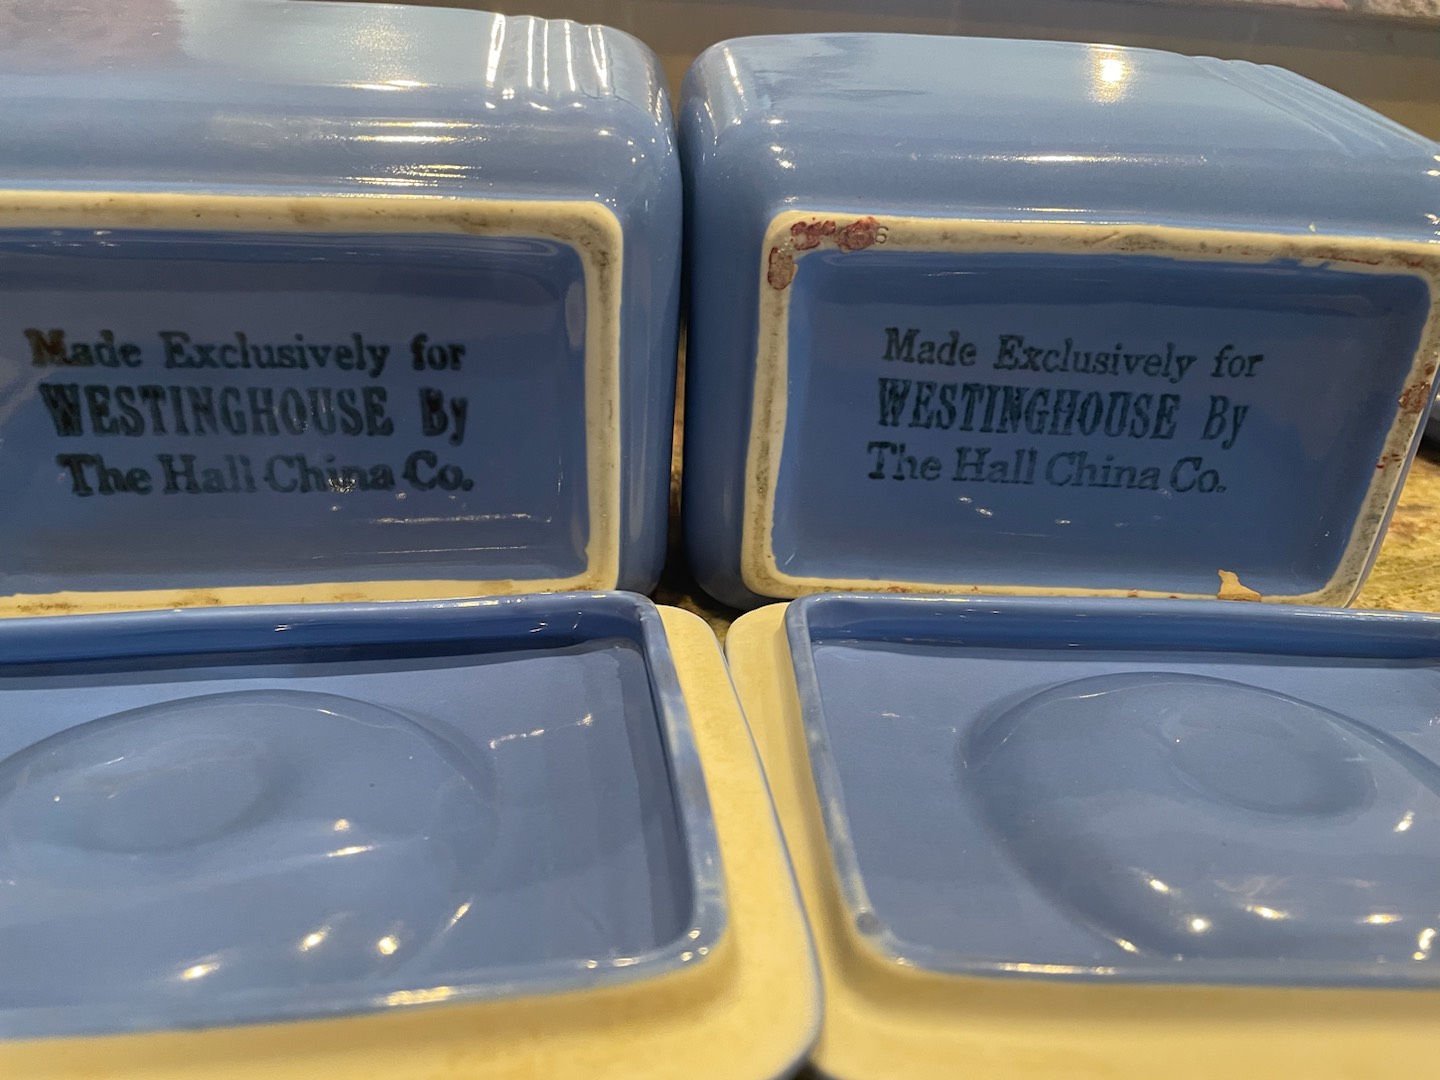 Made Exclusively for
WESTINGHOUSE By
The Hall China Co.
Made Exclusively for
WESTINGHOUSE By
The Hall China Co.